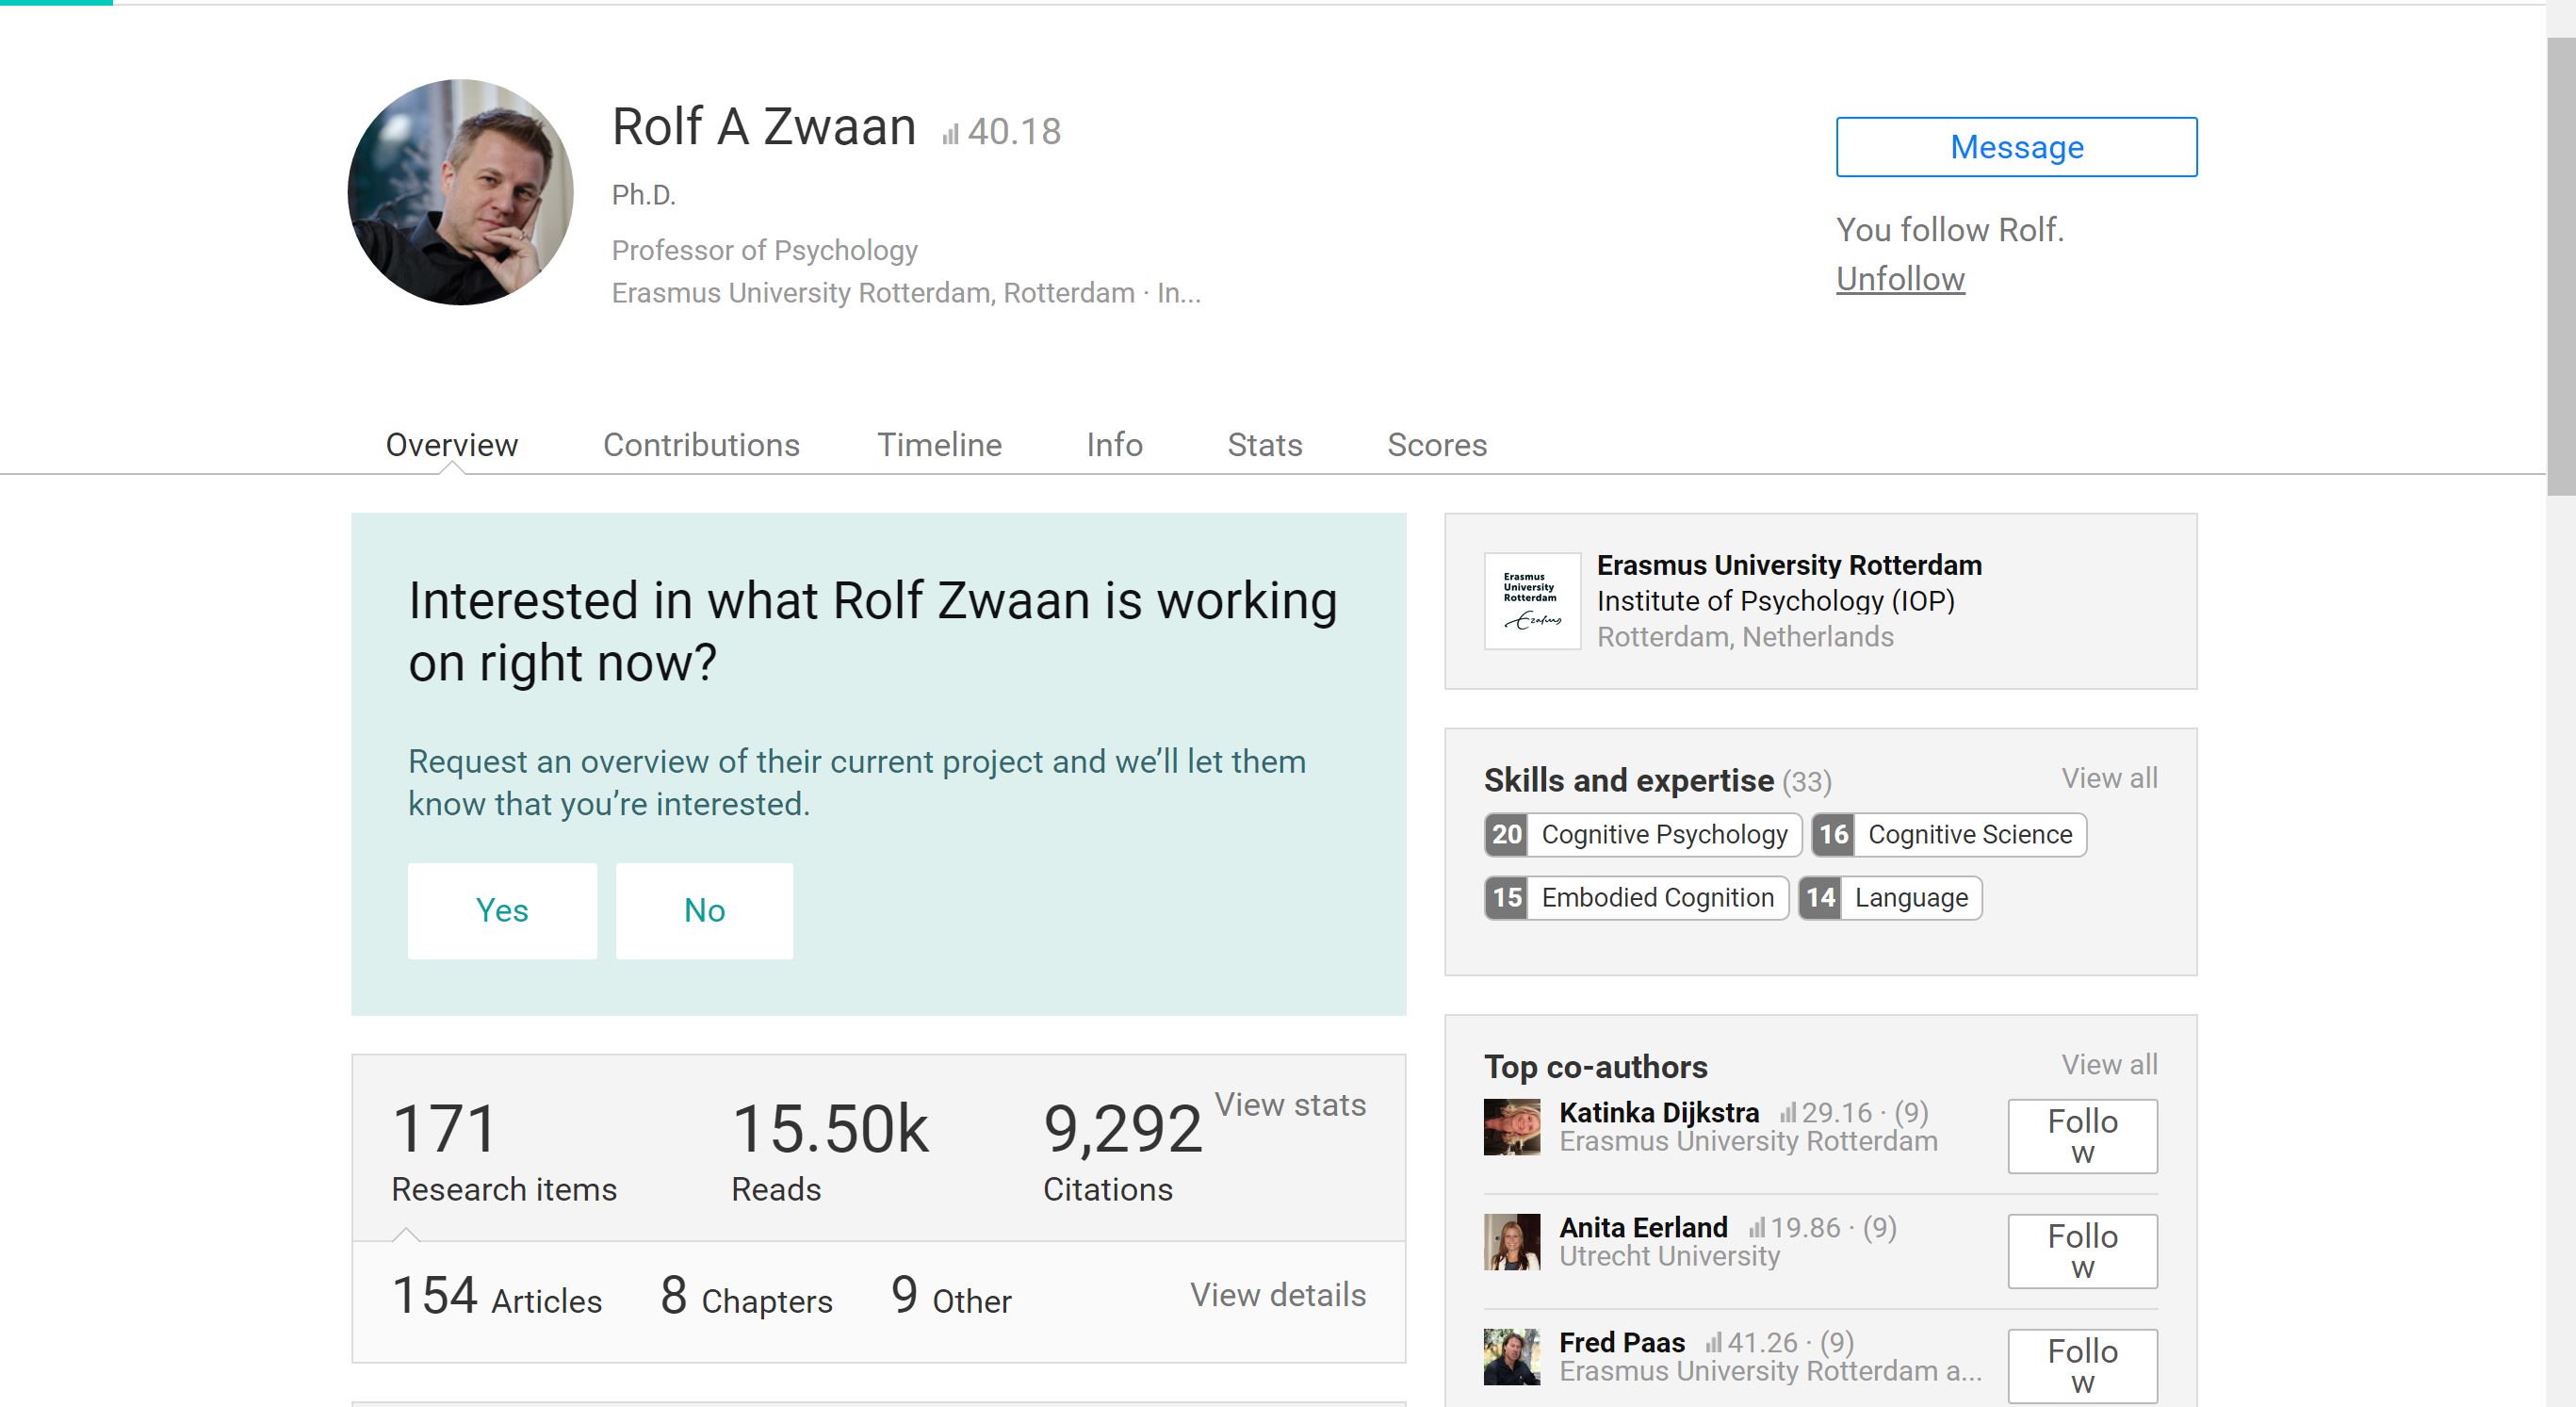 Rolf A Zwaan 40.18
Ph.D.
Professor of Psychology
Erasmus University Rotterdam, Rotterdam · In...
Message
You follow Rolf.
Unfollow
Overview Contributions Timeline Info Stats Scores
Interested in what Rolf Zwaan is working
on right now?
Request an overview of their current project and we’ll let them
know that you’re interested.
Yes No
171 15.50k 9,292 View stats
Research items Reads Citations
154 Articles 8 Chapters 9 Other View details
Erasmus
University
Rotterdam
Erasmus
Erasmus University Rotterdam
Institute of Psychology (IOP)
Rotterdam, Netherlands
Skills and expertise (33) View all
20 Cognitive Psychology 16 Cognitive Science
15 Embodied Cognition 14 Language
Top co-authors View all
Katinka Dijkstra 29.16 · (9)
Erasmus University Rotterdam
Follo
w
Anita Eerland 19.86 · (9)
Utrecht University
Follo
w
Fred Paas 41.26 · (9)
Erasmus University Rotterdam a...
Follo
w